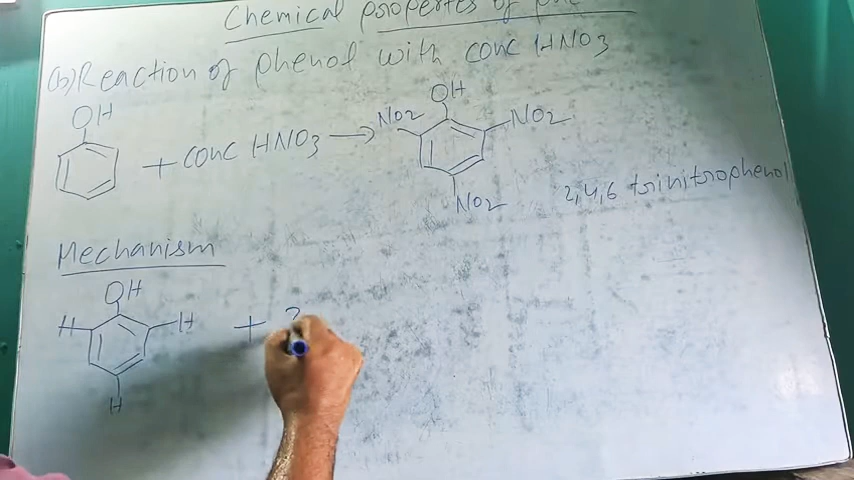 Chemical properties of phe
(b) Reaction of phenol with conc HNO3
OH OH
NO2 NO2
+ conc HNO3 →
NO2 2,4,6 trinitrophenol
Mechanism
OH
H H +
H